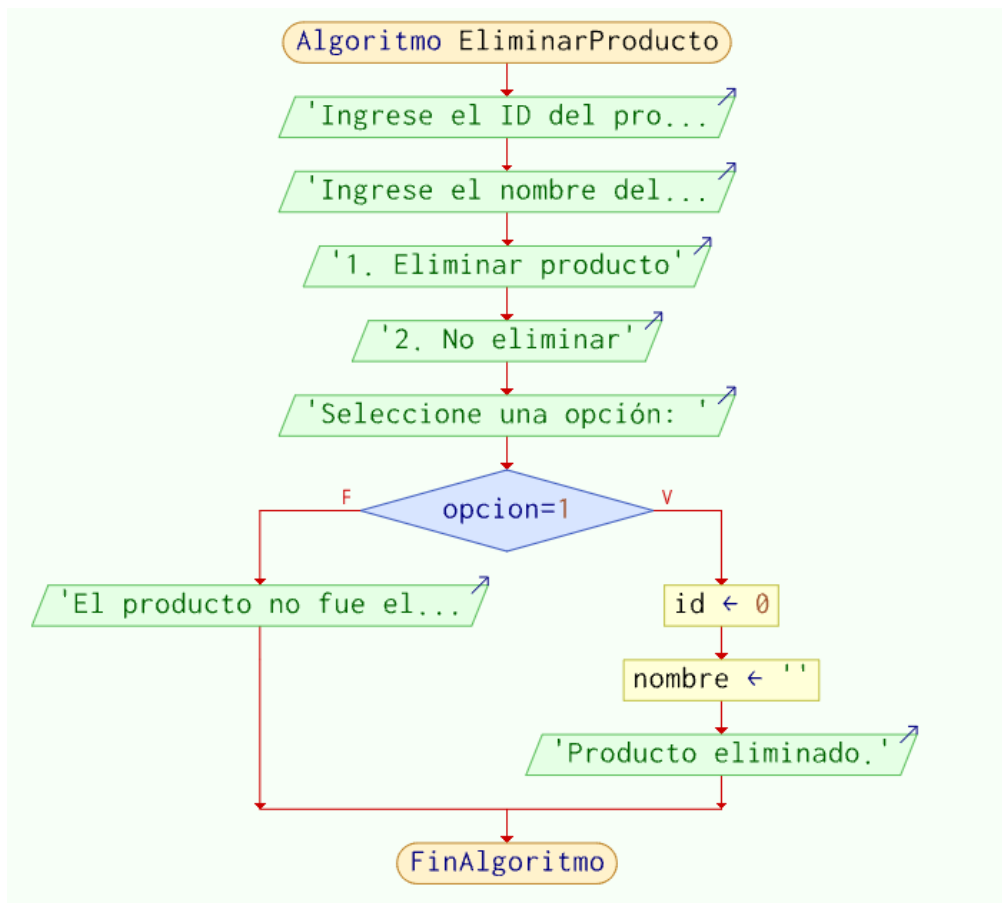 Algoritmo EliminarProducto
'Ingrese el ID del pro...
'Ingrese el nombre del...
'1. Eliminar producto'
'2. No eliminar'
'Seleccione una opción: '
F
opcion=1
V
'El producto no fue el...
id ← 0
nombre ← ''
'Producto eliminado.'
FinAlgoritmo